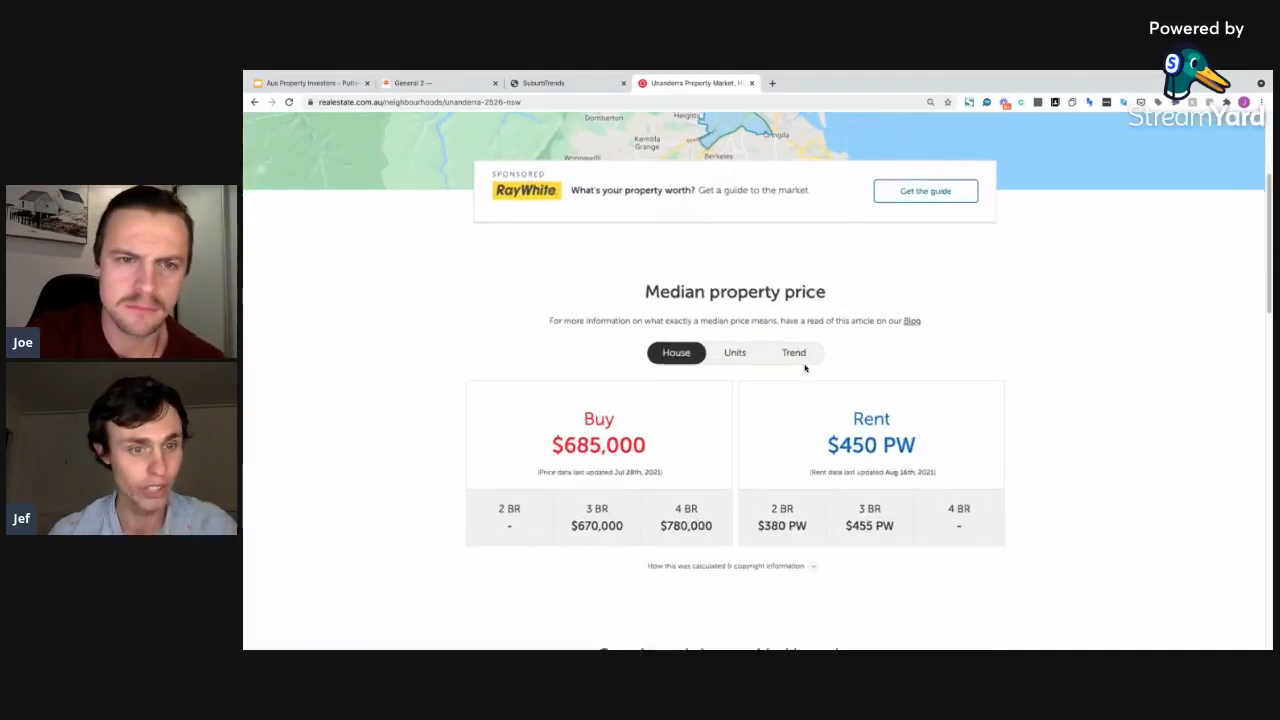 Powered by
StreamYard
Aus Property Investors - Puttin
General 2 —
SuburbTrends
Unanderra Property Market, H
realestate.com.au/neighbourhoods/unanderra-2526-nsw
Dombarton
Heights
Cringila
Kembla
Grange
Berkeley
Wongawilli
SPONSORED
RayWhite.
What's your property worth? Get a guide to the market.
Get the guide
Median property price
For more information on what exactly a median price means, have a read of this article on our Blog
House
Units
Trend
Buy
$685,000
(Price data last updated Jul 28th, 2021)
2 BR
3 BR
4 BR
-
$670,000
$780,000
Rent
$450 PW
(Rent data last updated Aug 16th, 2021)
2 BR
3 BR
4 BR
$380 PW
$455 PW
-
How this was calculated & copyright information
Joe
Jef